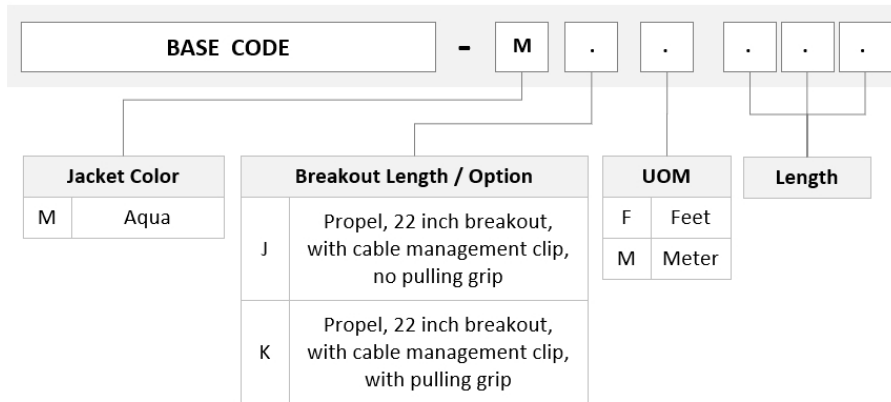 BASE CODE - M . . . . .
Jacket Color
M Aqua
Breakout Length / Option
J Propel, 22 inch breakout,
with cable management clip,
no pulling grip
K Propel, 22 inch breakout,
with cable management clip,
with pulling grip
UOM
F Feet
M Meter
Length